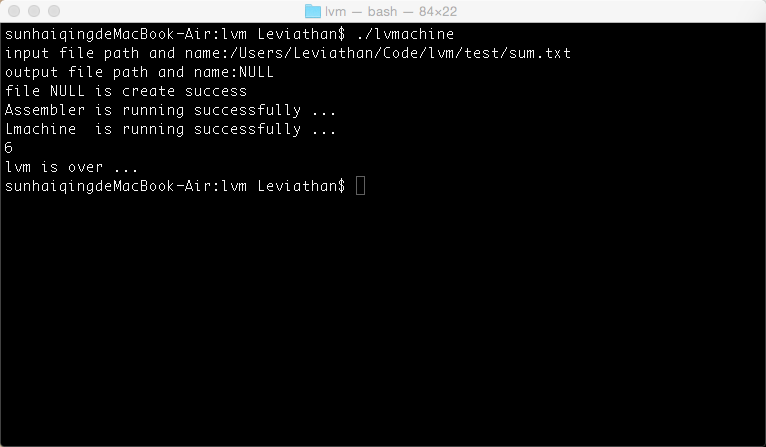 lvm — bash — 84×22
sunhaiqingdeMacBook-Air:lvm Leviathan$ ./lvmachine
input file path and name:/Users/Leviathan/Code/lvm/test/sum.txt
output file path and name:NULL
file NULL is create success
Assembler is running successfully ...
Lmachine  is running successfully ...
6
lvm is over ...
sunhaiqingdeMacBook-Air:lvm Leviathan$